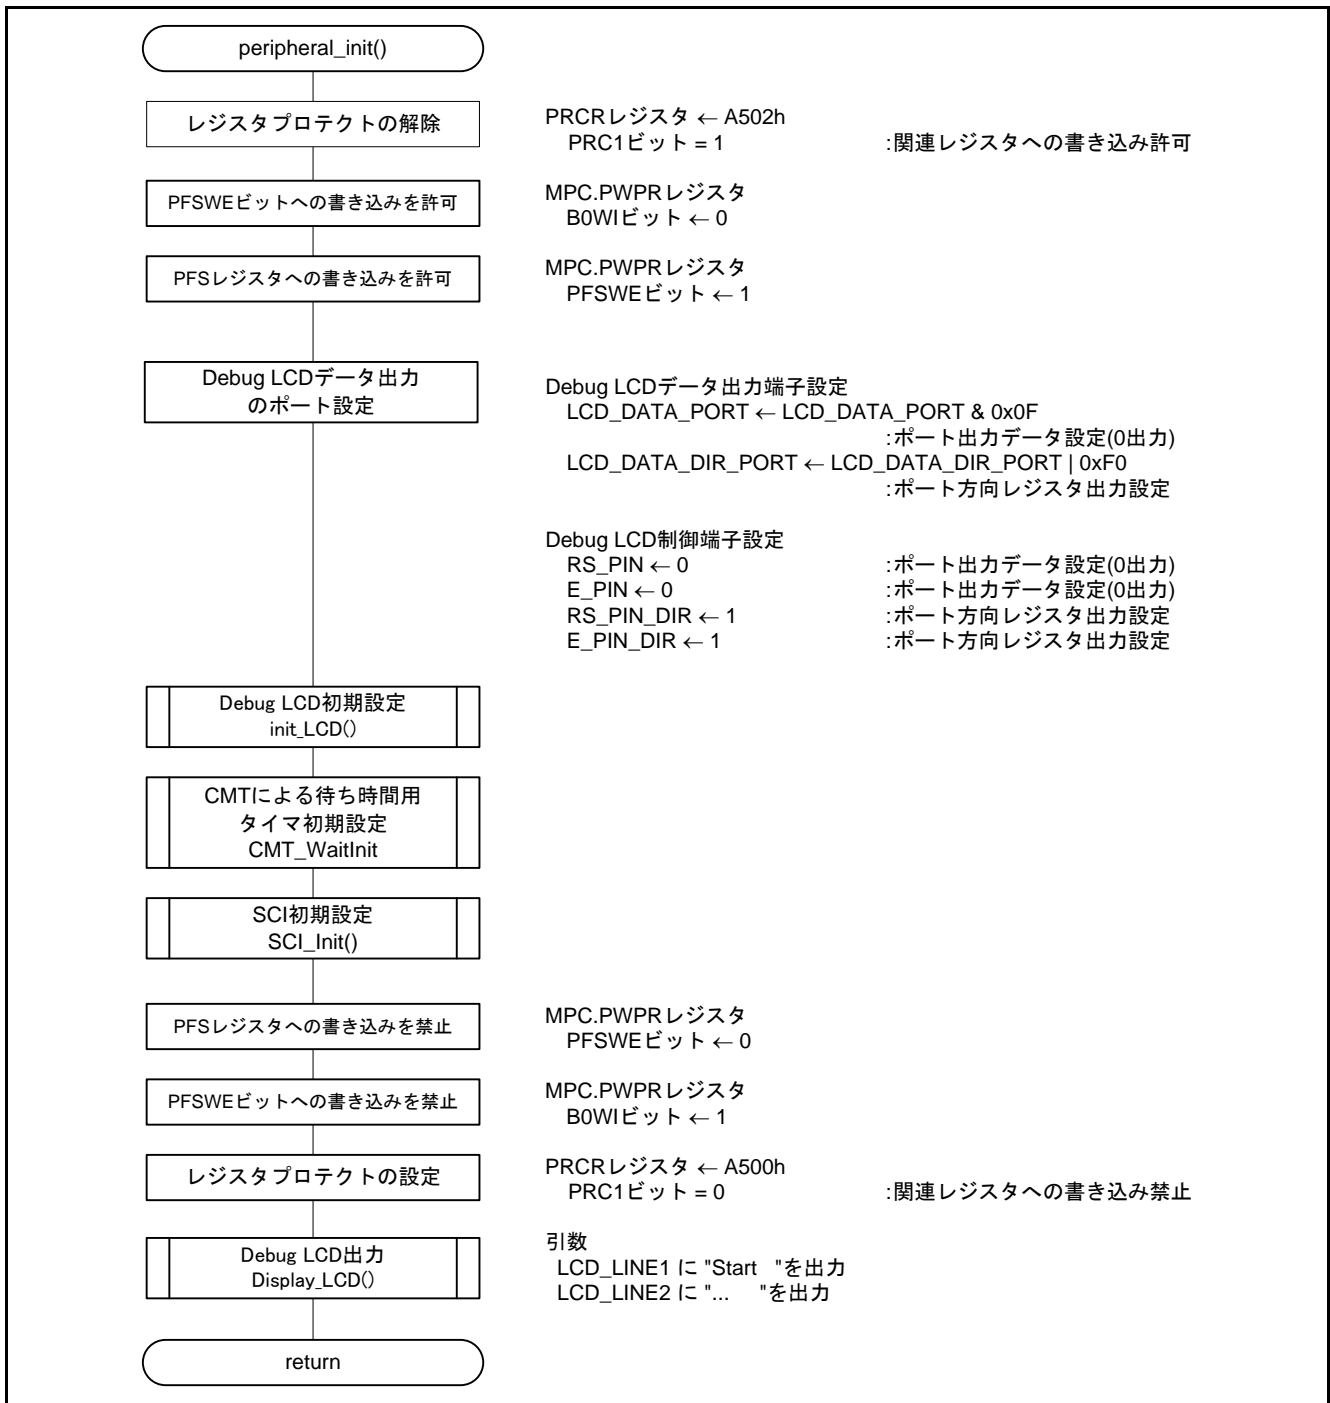 peripheral_init()
レジスタプロテクトの解除
PRCRレジスタ ← A502h
PRC1ビット = 1 :関連レジスタへの書き込み許可
PFSWEビットへの書き込みを許可
MPC.PWPRレジスタ
B0WIビット ← 0
PFSレジスタへの書き込みを許可
MPC.PWPRレジスタ
PFSWEビット ← 1
Debug LCDデータ出力
のポート設定
Debug LCDデータ出力端子設定
LCD_DATA_PORT ← LCD_DATA_PORT & 0x0F
:ポート出力データ設定(0出力)
LCD_DATA_DIR_PORT ← LCD_DATA_DIR_PORT | 0xF0
:ポート方向レジスタ出力設定
Debug LCD制御端子設定
RS_PIN ← 0 :ポート出力データ設定(0出力)
E_PIN ← 0 :ポート出力データ設定(0出力)
RS_PIN_DIR ← 1 :ポート方向レジスタ出力設定
E_PIN_DIR ← 1 :ポート方向レジスタ出力設定
Debug LCD初期設定
init_LCD()
CMTによる待ち時間用
タイマ初期設定
CMT_WaitInit
SCI初期設定
SCI_Init()
PFSレジスタへの書き込みを禁止
MPC.PWPRレジスタ
PFSWEビット ← 0
PFSWEビットへの書き込みを禁止
MPC.PWPRレジスタ
B0WIビット ← 1
レジスタプロテクトの設定
PRCRレジスタ ← A500h
PRC1ビット = 0 :関連レジスタへの書き込み禁止
Debug LCD出力
Display_LCD()
引数
LCD_LINE1 に "Start   "を出力
LCD_LINE2 に "...     "を出力
return